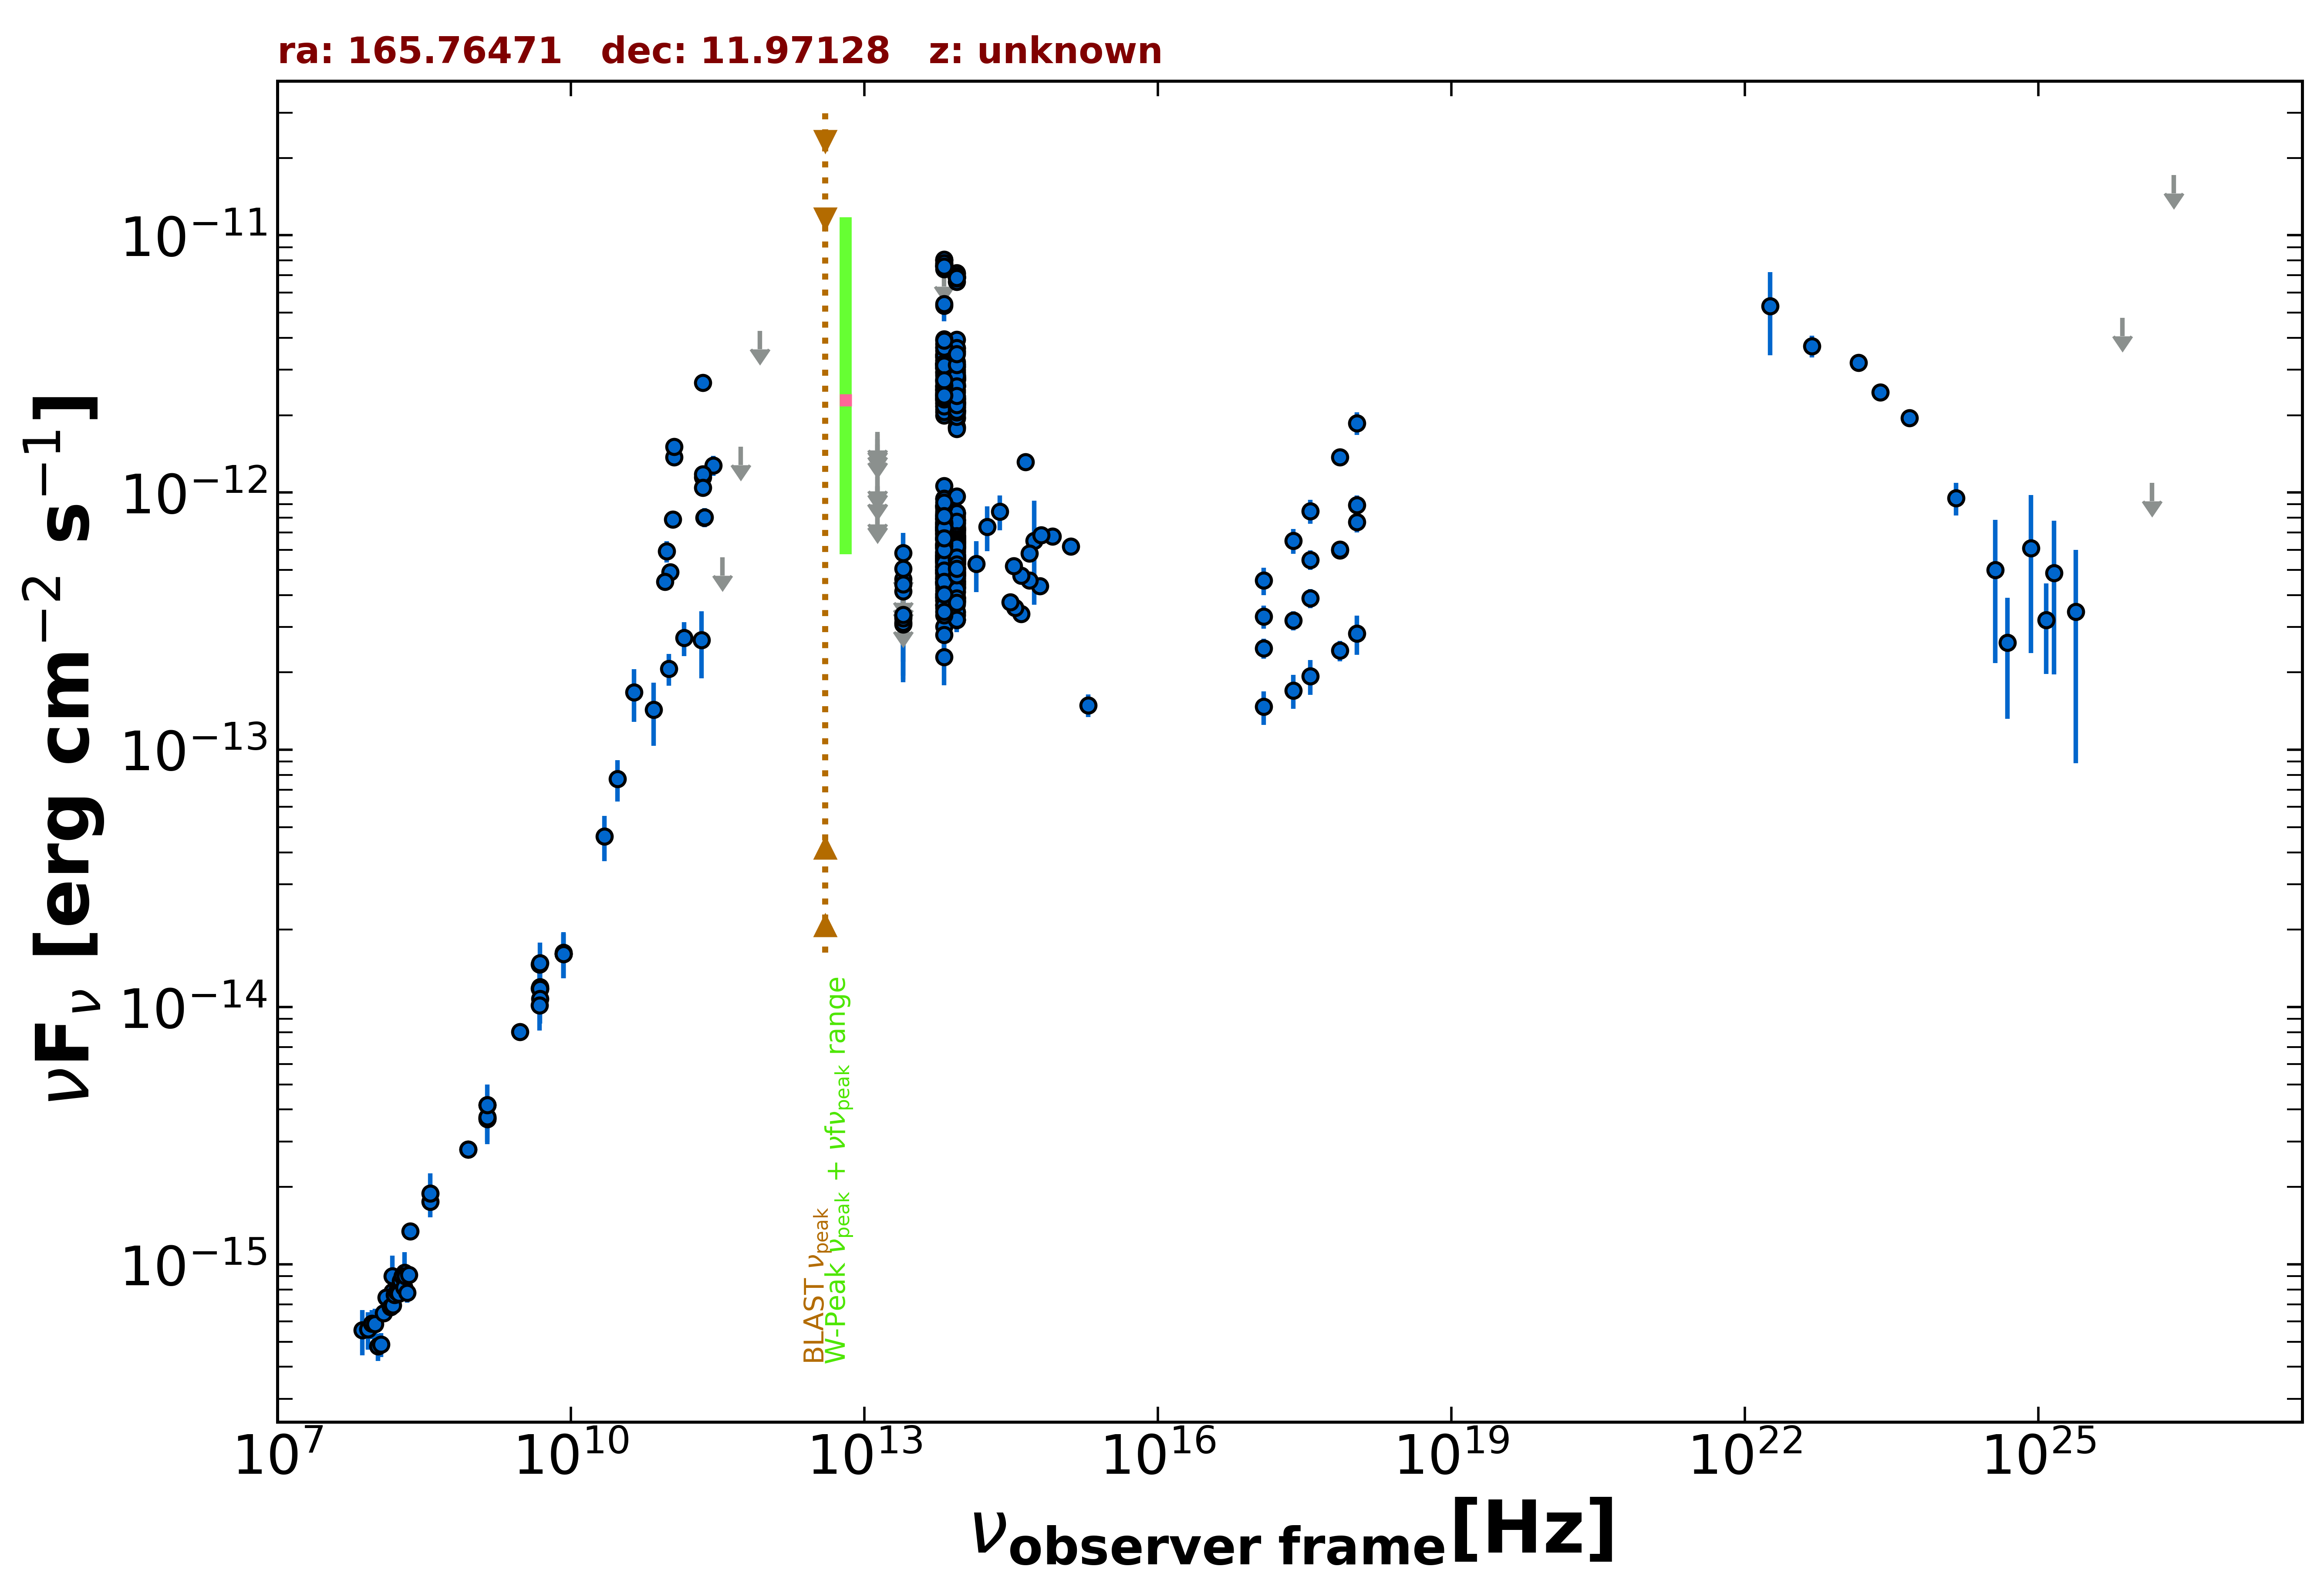 ra: 165.76471   dec: 11.97128   z: unknown
νFν [erg cm−2 s−1]
10−11
10−12
10−13
10−14
10−15
BLAST νpeak
W-Peak νpeak + νfνpeak range
107 1010 1013 1016 1019 1022 1025
νobserver frame[Hz]